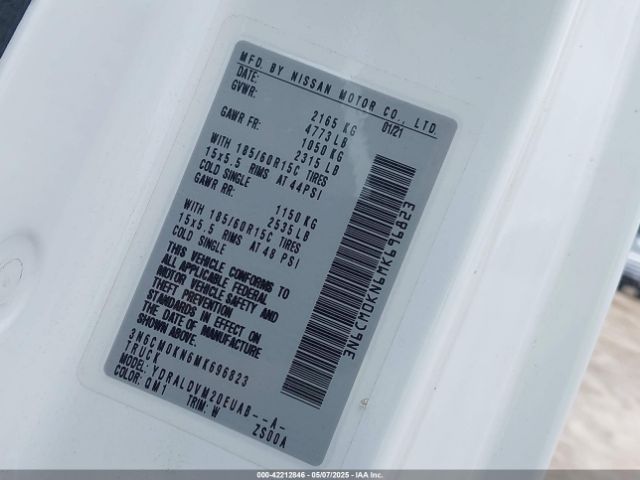 MFD. BY NISSAN MOTOR CO., LTD.
DATE: 01/21
GVWR: 2165 KG
4773 LB
GAWR FR: 1050 KG
2315 LB
WITH 185/60R15C TIRES
15x5.5 RIMS AT 44PSI
COLD SINGLE
GAWR RR: 1150 KG
2535 LB
WITH 185/60R15C TIRES
15x5.5 RIMS AT 48 PSI
COLD SINGLE
THIS VEHICLE CONFORMS TO
ALL APPLICABLE FEDERAL
MOTOR VEHICLE SAFETY AND
THEFT PREVENTION
STANDARDS IN EFFECT ON
THE DATE OF MANUFACTURE
SHOWN ABOVE.
3N6CM0KN6MK696823
TRUCK
MODEL: YDRALDVM20EUAB--A-
COLOR: QM1 TRIM: W ZS00A
3N6CM0KN6MK696823
000-42212846 - 05/07/2025 - IAA Inc.